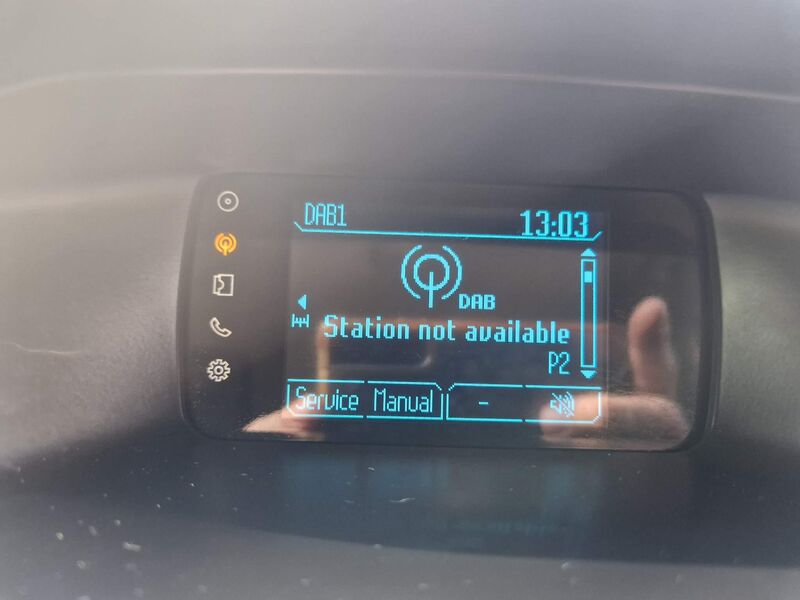 DAB1 13:03
DAB
Station not available
P2
Service Manual -